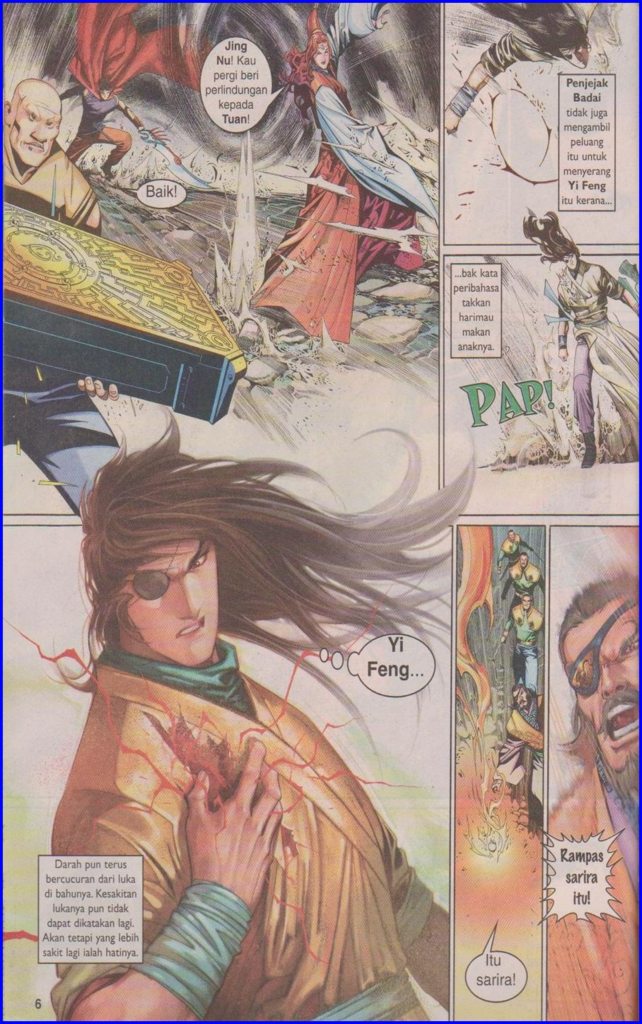 Jing
Nu! Kau
pergi beri
perlindungan
kepada
Tuan!
Baik!
Penjejak
Badai
tidak juga
mengambil
peluang
itu untuk
menyerang
Yi Feng
itu kerana...
...bak kata
peribahasa
takkan
harimau
makan
anaknya.
PAP!
Yi
Feng...
Darah pun terus
bercucuran dari luka
di bahunya. Kesakitan
lukanya pun tidak
dapat dikatakan lagi.
Akan tetapi yang lebih
sakit lagi ialah hatinya.
Itu
sarira!
Rampas
sarira
itu!
6